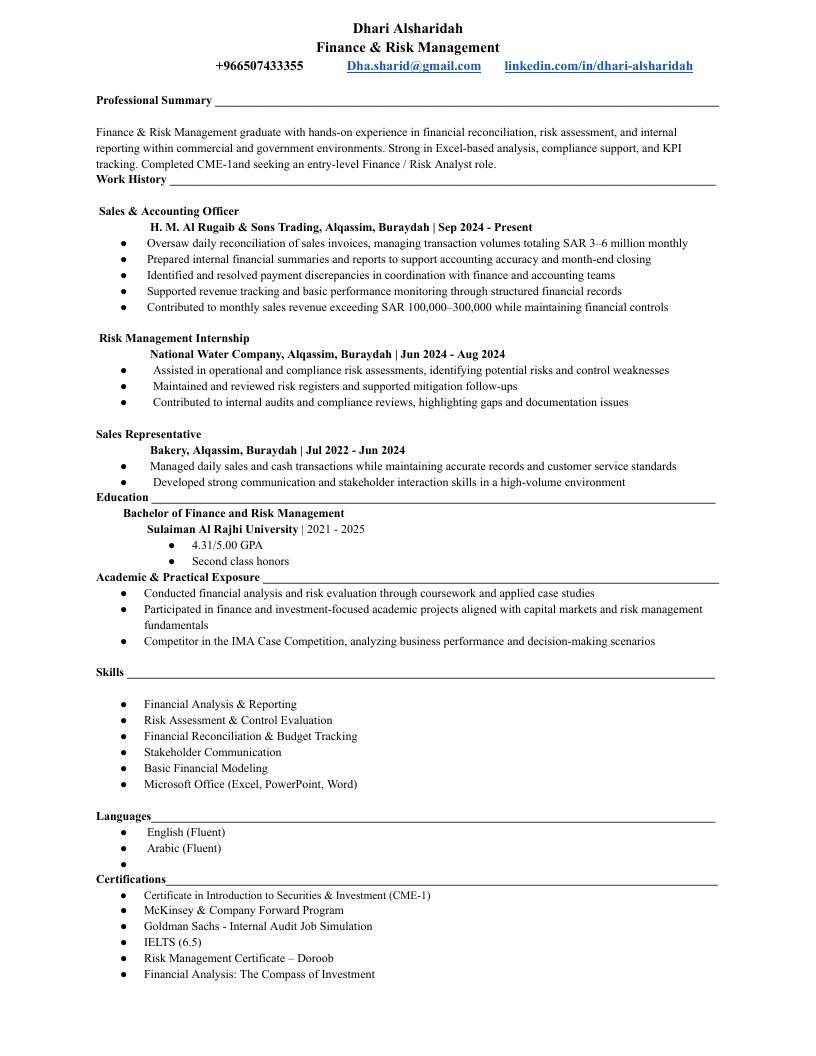 Dhari Alsharidah
Finance & Risk Management
+966507433355 Dha.sharid@gmail.com linkedin.com/in/dhari-alsharidah
Professional Summary
Finance & Risk Management graduate with hands-on experience in financial reconciliation, risk assessment, and internal
reporting within commercial and government environments. Strong in Excel-based analysis, compliance support, and KPI
tracking. Completed CME-1and seeking an entry-level Finance / Risk Analyst role.
Work History
Sales & Accounting Officer
H. M. Al Rugaib & Sons Trading, Alqassim, Buraydah | Sep 2024 - Present
● Oversaw daily reconciliation of sales invoices, managing transaction volumes totaling SAR 3–6 million monthly
● Prepared internal financial summaries and reports to support accounting accuracy and month-end closing
● Identified and resolved payment discrepancies in coordination with finance and accounting teams
● Supported revenue tracking and basic performance monitoring through structured financial records
● Contributed to monthly sales revenue exceeding SAR 100,000–300,000 while maintaining financial controls
Risk Management Internship
National Water Company, Alqassim, Buraydah | Jun 2024 - Aug 2024
● Assisted in operational and compliance risk assessments, identifying potential risks and control weaknesses
● Maintained and reviewed risk registers and supported mitigation follow-ups
● Contributed to internal audits and compliance reviews, highlighting gaps and documentation issues
Sales Representative
Bakery, Alqassim, Buraydah | Jul 2022 - Jun 2024
● Managed daily sales and cash transactions while maintaining accurate records and customer service standards
● Developed strong communication and stakeholder interaction skills in a high-volume environment
Education
Bachelor of Finance and Risk Management
Sulaiman Al Rajhi University | 2021 - 2025
● 4.31/5.00 GPA
● Second class honors
Academic & Practical Exposure
● Conducted financial analysis and risk evaluation through coursework and applied case studies
● Participated in finance and investment-focused academic projects aligned with capital markets and risk management
fundamentals
● Competitor in the IMA Case Competition, analyzing business performance and decision-making scenarios
Skills
● Financial Analysis & Reporting
● Risk Assessment & Control Evaluation
● Financial Reconciliation & Budget Tracking
● Stakeholder Communication
● Basic Financial Modeling
● Microsoft Office (Excel, PowerPoint, Word)
Languages
● English (Fluent)
● Arabic (Fluent)
●
Certifications
● Certificate in Introduction to Securities & Investment (CME-1)
● McKinsey & Company Forward Program
● Goldman Sachs - Internal Audit Job Simulation
● IELTS (6.5)
● Risk Management Certificate – Doroob
● Financial Analysis: The Compass of Investment